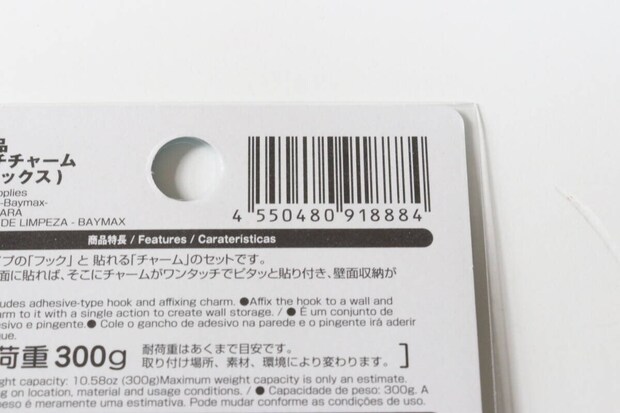 品
チチャーム
ックス)
pplies
-Baymax-
ARA
DE LIMPEZA - BAYMAX
4 550480 918884
商品特長 / Features / Caraterísticas
プの「フック」と 貼れる「チャーム」のセットです。
面に貼れば、そこにチャームがワンタッチでピタッと貼り付き、壁面収納が
udes adhesive-type hook and affixing charm. ●Affix the hook to a wall and
rm to it with a single action to create wall storage. / ● É um conjunto de
sivo e pingente.● Cole o gancho de adesivo na parede e o pingente irá aderir
que.
荷重 300g 耐荷重はあくまで目安です。
取り付け場所、素材、環境により変わります。]
ght capacity: 10.58oz (300g)Maximum weight capacity is only an estimate.
ng on location, material and usage conditions. / ● Capacidade de peso: 300g. A
peso é meramente uma estimativa. Pode mudar conforme as condições de uso.